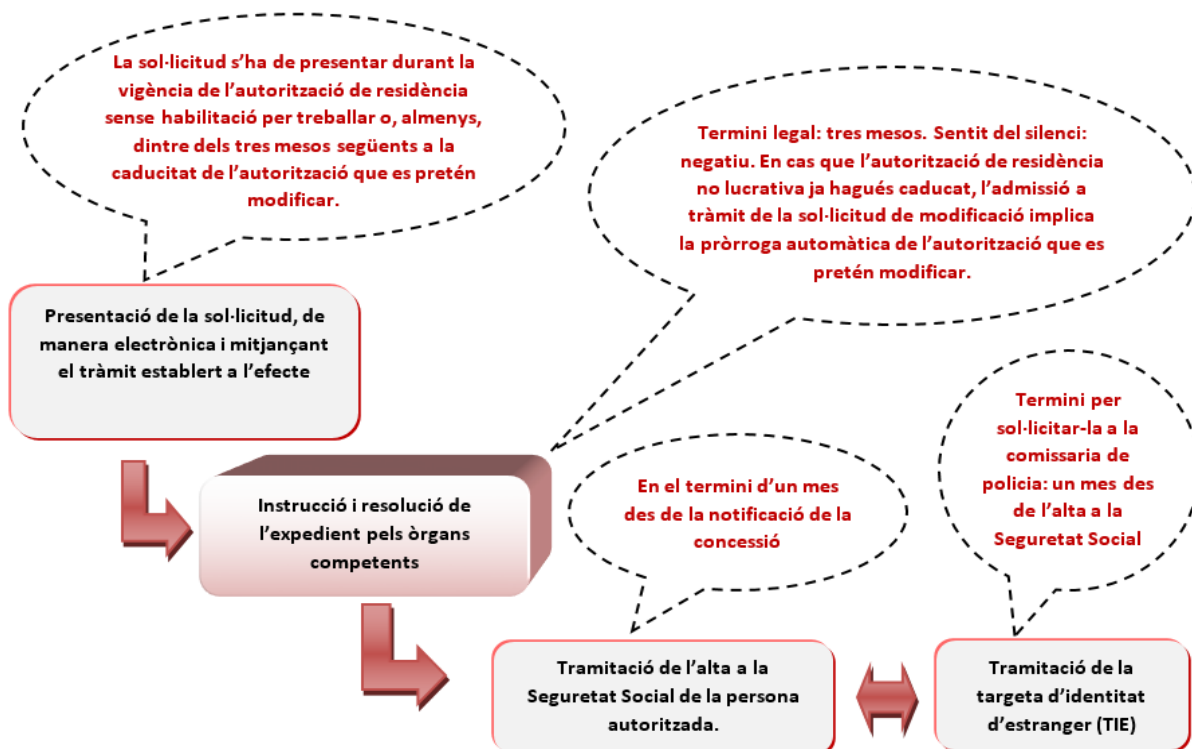 La sol·licitud s’ha de presentar durant la
vigència de l’autorització de residència
sense habilitació per treballar o, almenys,
dintre dels tres mesos següents a la
caducitat de l’autorització que es pretén
modificar.
Termini legal: tres mesos. Sentit del silenci:
negatiu. En cas que l’autorització de residència
no lucrativa ja hagués caducat, l’admissió a
tràmit de la sol·licitud de modificació implica
la pròrroga automàtica de l’autorització que es
pretén modificar.
Presentació de la sol·licitud, de
manera electrònica i mitjançant
el tràmit establert a l’efecte
Termini per
sol·licitar-la a la
comissaria de
policia: un mes des
de l’alta a la
Seguretat Social
En el termini d’un mes
des de la notificació de la
concessió
Instrucció i resolució de
l’expedient pels òrgans
competents
Tramitació de l’alta a la
Seguretat Social de la persona
autoritzada.
Tramitació de la
targeta d’identitat
d’estranger (TIE)